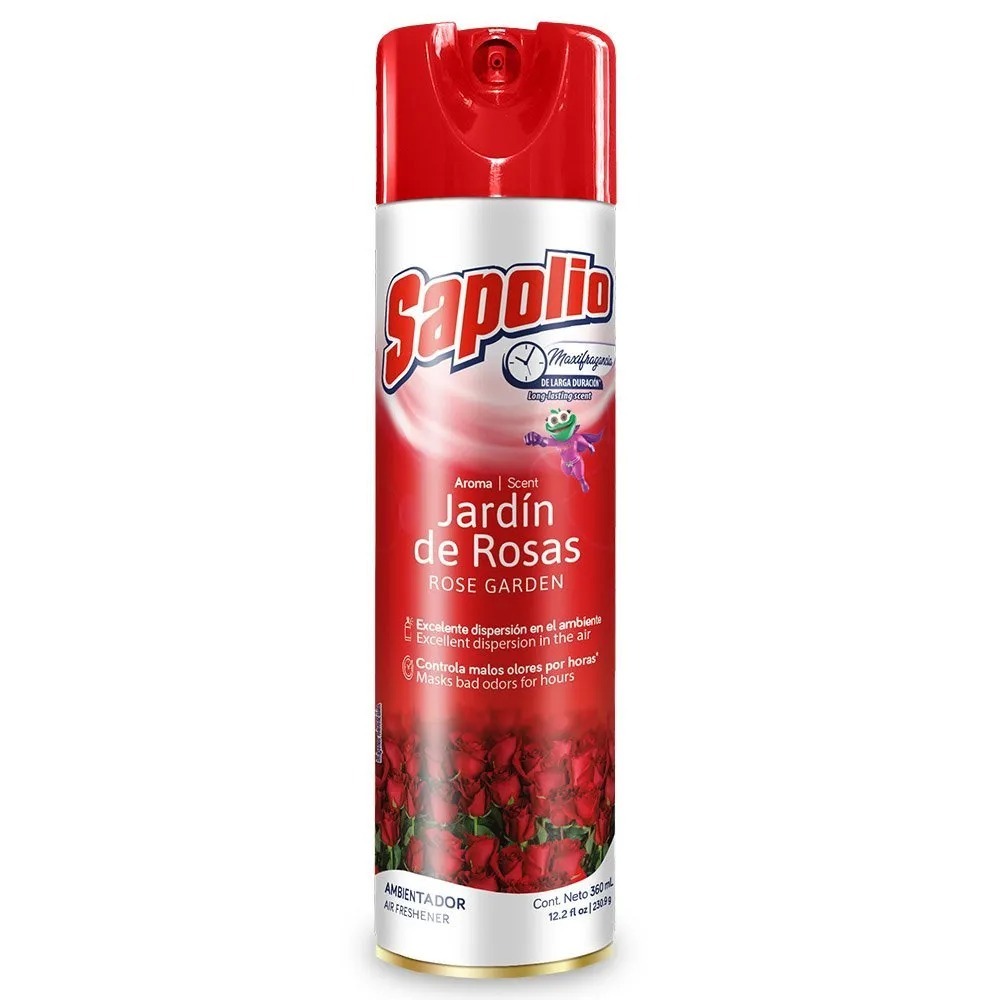 Sapolio
Maxifragancia
DE LARGA DURACIÓN*
Long-lasting scent
Aroma | Scent
Jardín
de Rosas
ROSE GARDEN
Excelente dispersión en el ambiente
Excellent dispersion in the air
Controla malos olores por horas*
Masks bad odors for hours
AMBIENTADOR
AIR FRESHENER
Cont. Neto 360 mL
12.2 fl oz | 230.9 g